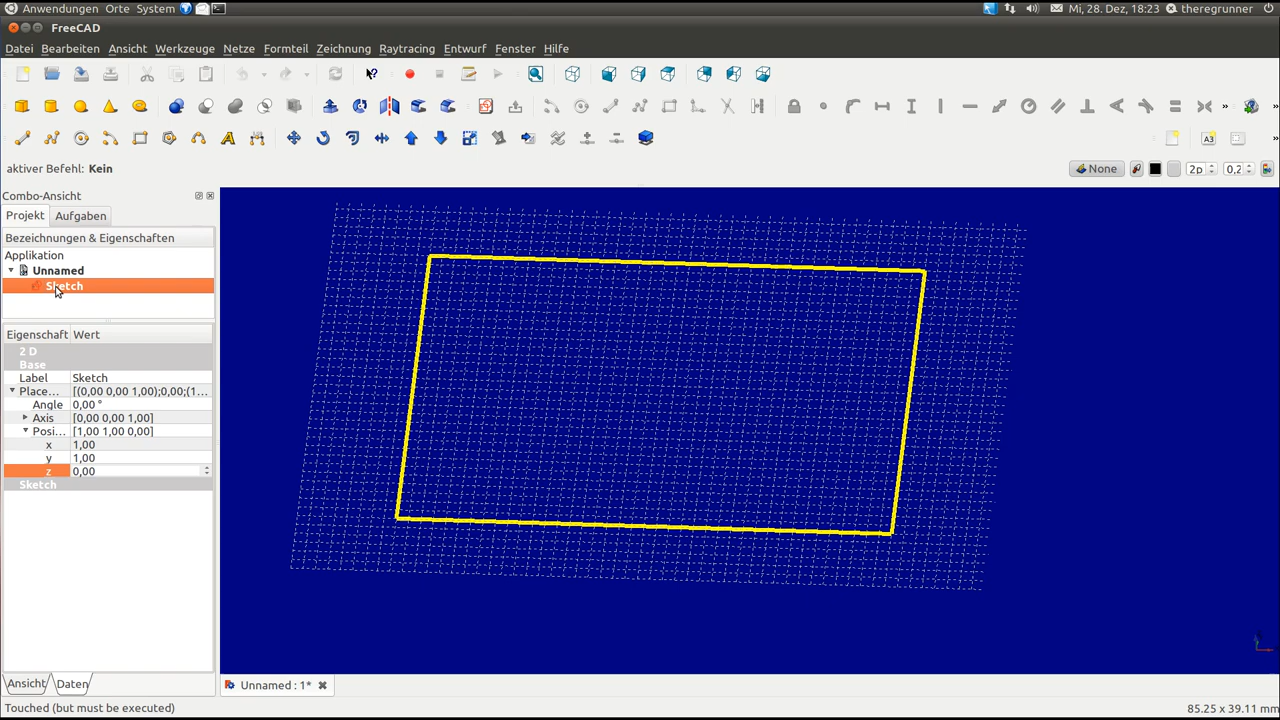 Anwendungen Orte System Mi, 28. Dez, 18:23 theregrunner
FreeCAD
Datei Bearbeiten Ansicht Werkzeuge Netze Formteil Zeichnung Raytracing Entwurf Fenster Hilfe
» »
A A3 »
aktiver Befehl: Kein None 2p 0,2
Combo-Ansicht
Projekt Aufgaben
Bezeichnungen & Eigenschaften
Applikation
Unnamed
Sketch
Eigenschaft Wert
2 D
Base
Label Sketch
Place... [(0,00 0,00 1,00);0,00;(1...
Angle 0,00 °
Axis [0,00 0,00 1,00]
Posi... [1,00 1,00 0,00]
x 1,00
y 1,00
z 0,00
Sketch
Ansicht Daten Unnamed : 1*
Touched (but must be executed) 85.25 x 39.11 mm